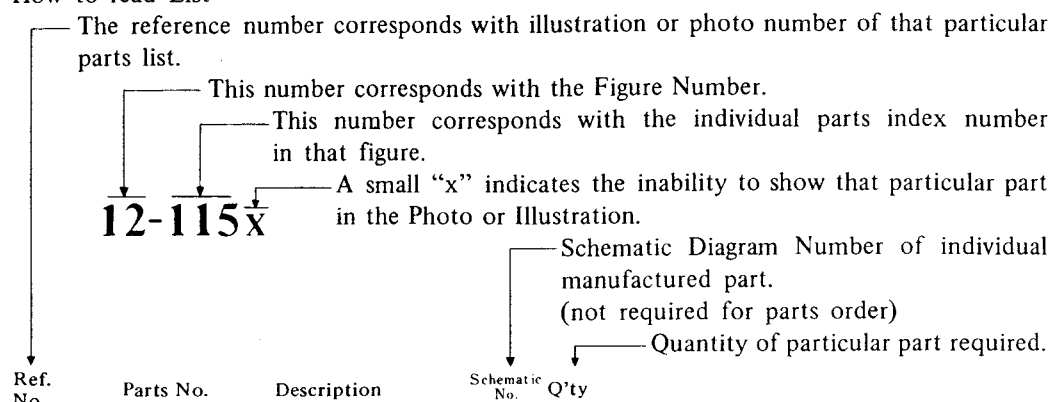 How to read List
The reference number corresponds with illustration or photo number of that particular
parts list.
This number corresponds with the Figure Number.
This number corresponds with the individual parts index number
in that figure.
A small “x” indicates the inability to show that particular part
in the Photo or Illustration.
12-115x
Schematic Diagram Number of individual
manufactured part.
(not required for parts order)
Quantity of particular part required.
Ref.
No.
Parts No.
Description
Schematic
No.
Q'ty